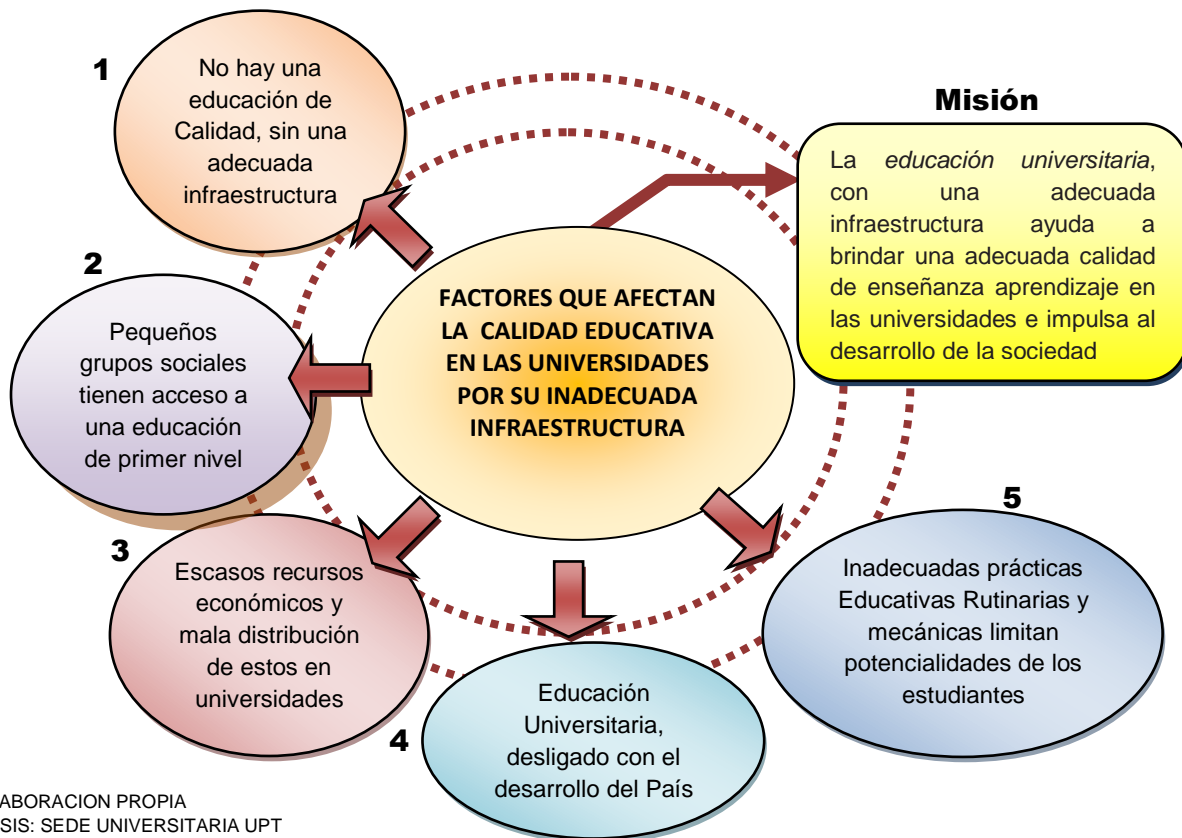 1
No hay una
educación de
Calidad, sin una
adecuada
infraestructura
Misión
La educación universitaria,
con una adecuada
infraestructura ayuda a
brindar una adecuada calidad
de enseñanza aprendizaje en
las universidades e impulsa al
desarrollo de la sociedad
2
Pequeños
grupos sociales
tienen acceso a
una educación
de primer nivel
FACTORES QUE AFECTAN
LA CALIDAD EDUCATIVA
EN LAS UNIVERSIDADES
POR SU INADECUADA
INFRAESTRUCTURA
3
Escasos recursos
económicos y
mala distribución
de estos en
universidades
4
Educación
Universitaria,
desligado con el
desarrollo del País
5
Inadecuadas prácticas
Educativas Rutinarias y
mecánicas limitan
potencialidades de los
estudiantes
ABORACION PROPIA
SIS: SEDE UNIVERSITARIA UPT